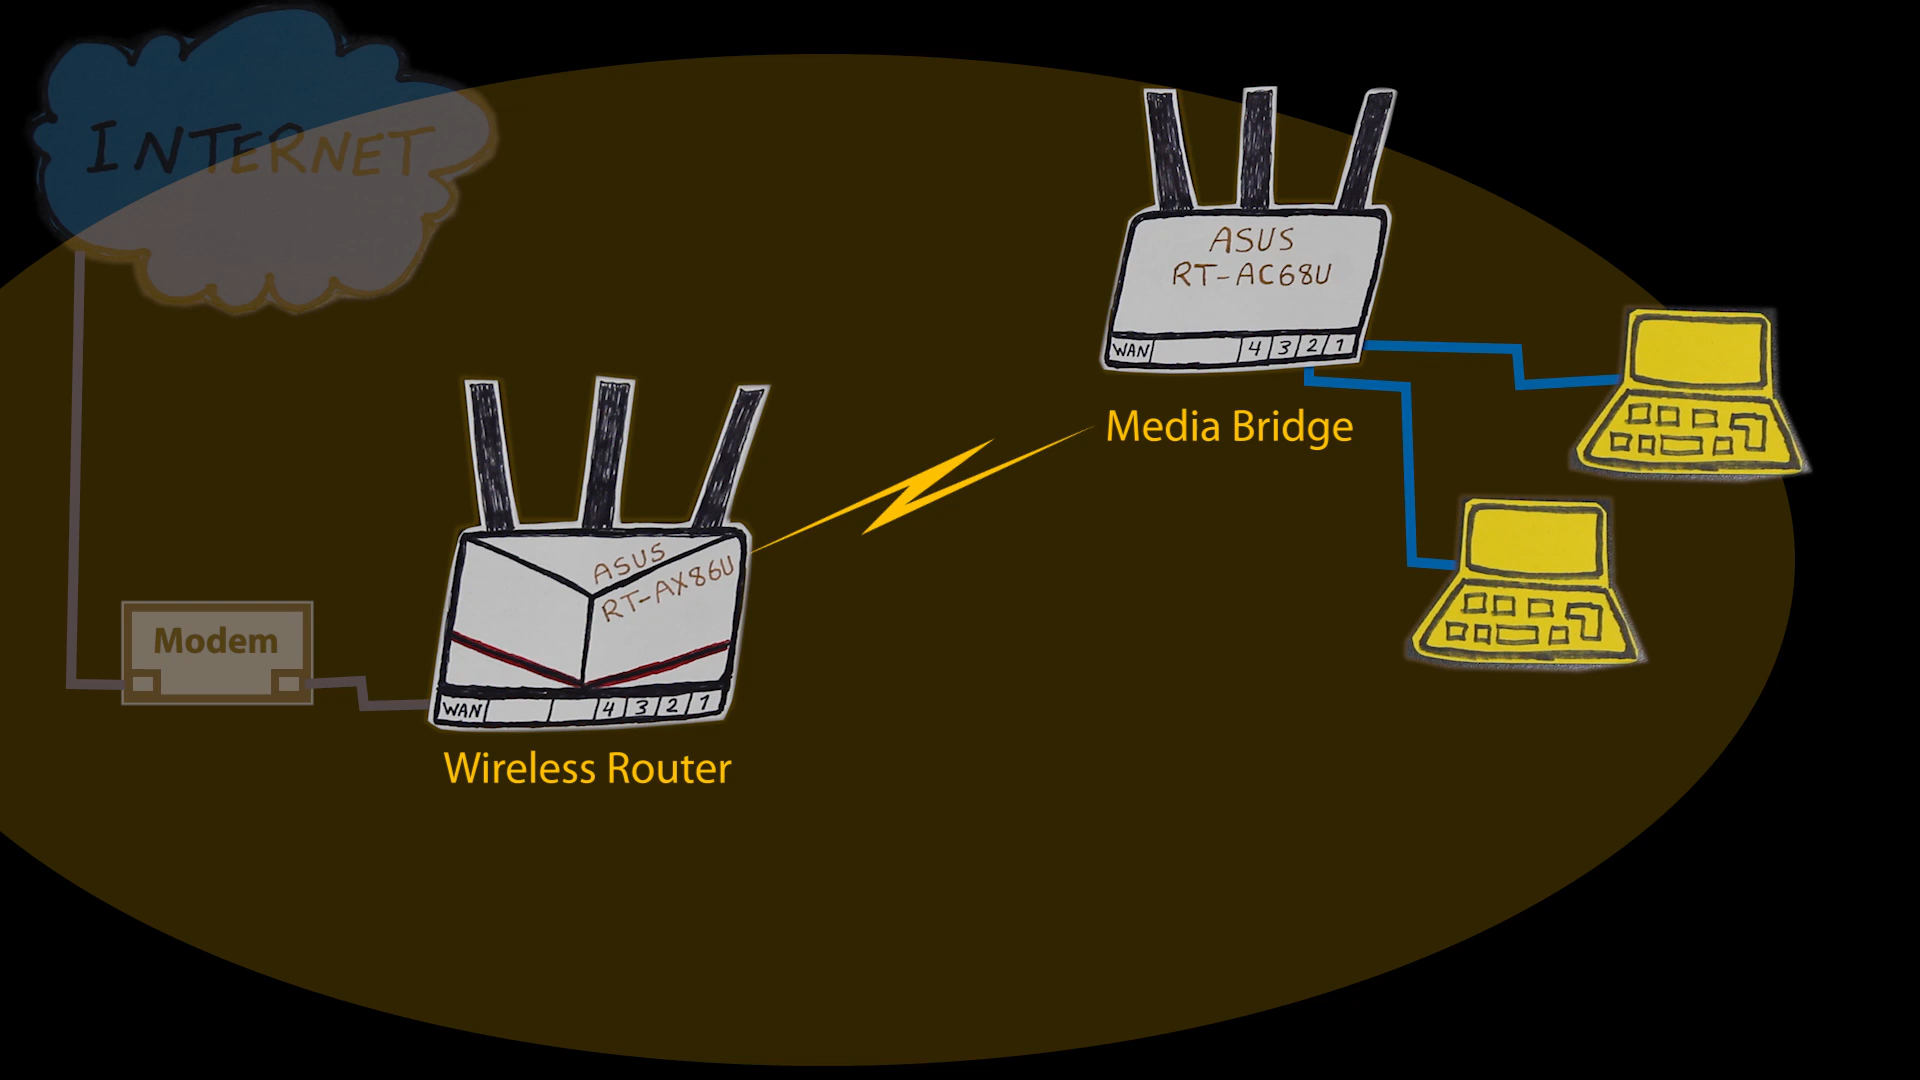 INTERNET
ASUS
RT-AC68U
WAN 4 3 2 1
Media Bridge
ASUS
RT-AX86U
Modem
WAN 4 3 2 1
Wireless Router